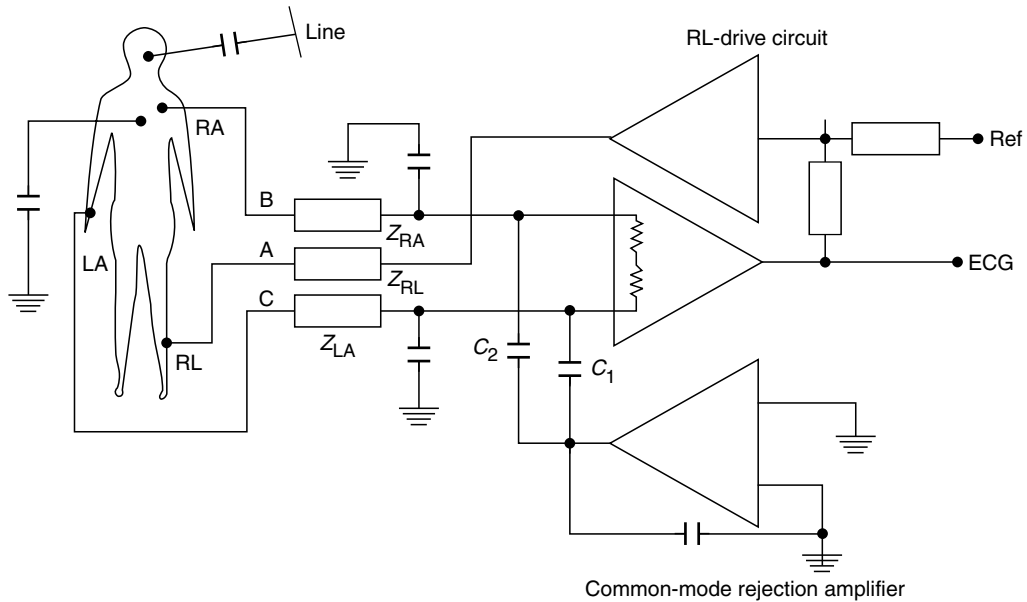 Line
RL-drive circuit
RA
Ref
B
Z_RA
A
LA
Z_RL
ECG
C
Z_LA
C_2
C_1
RL
Common-mode rejection amplifier